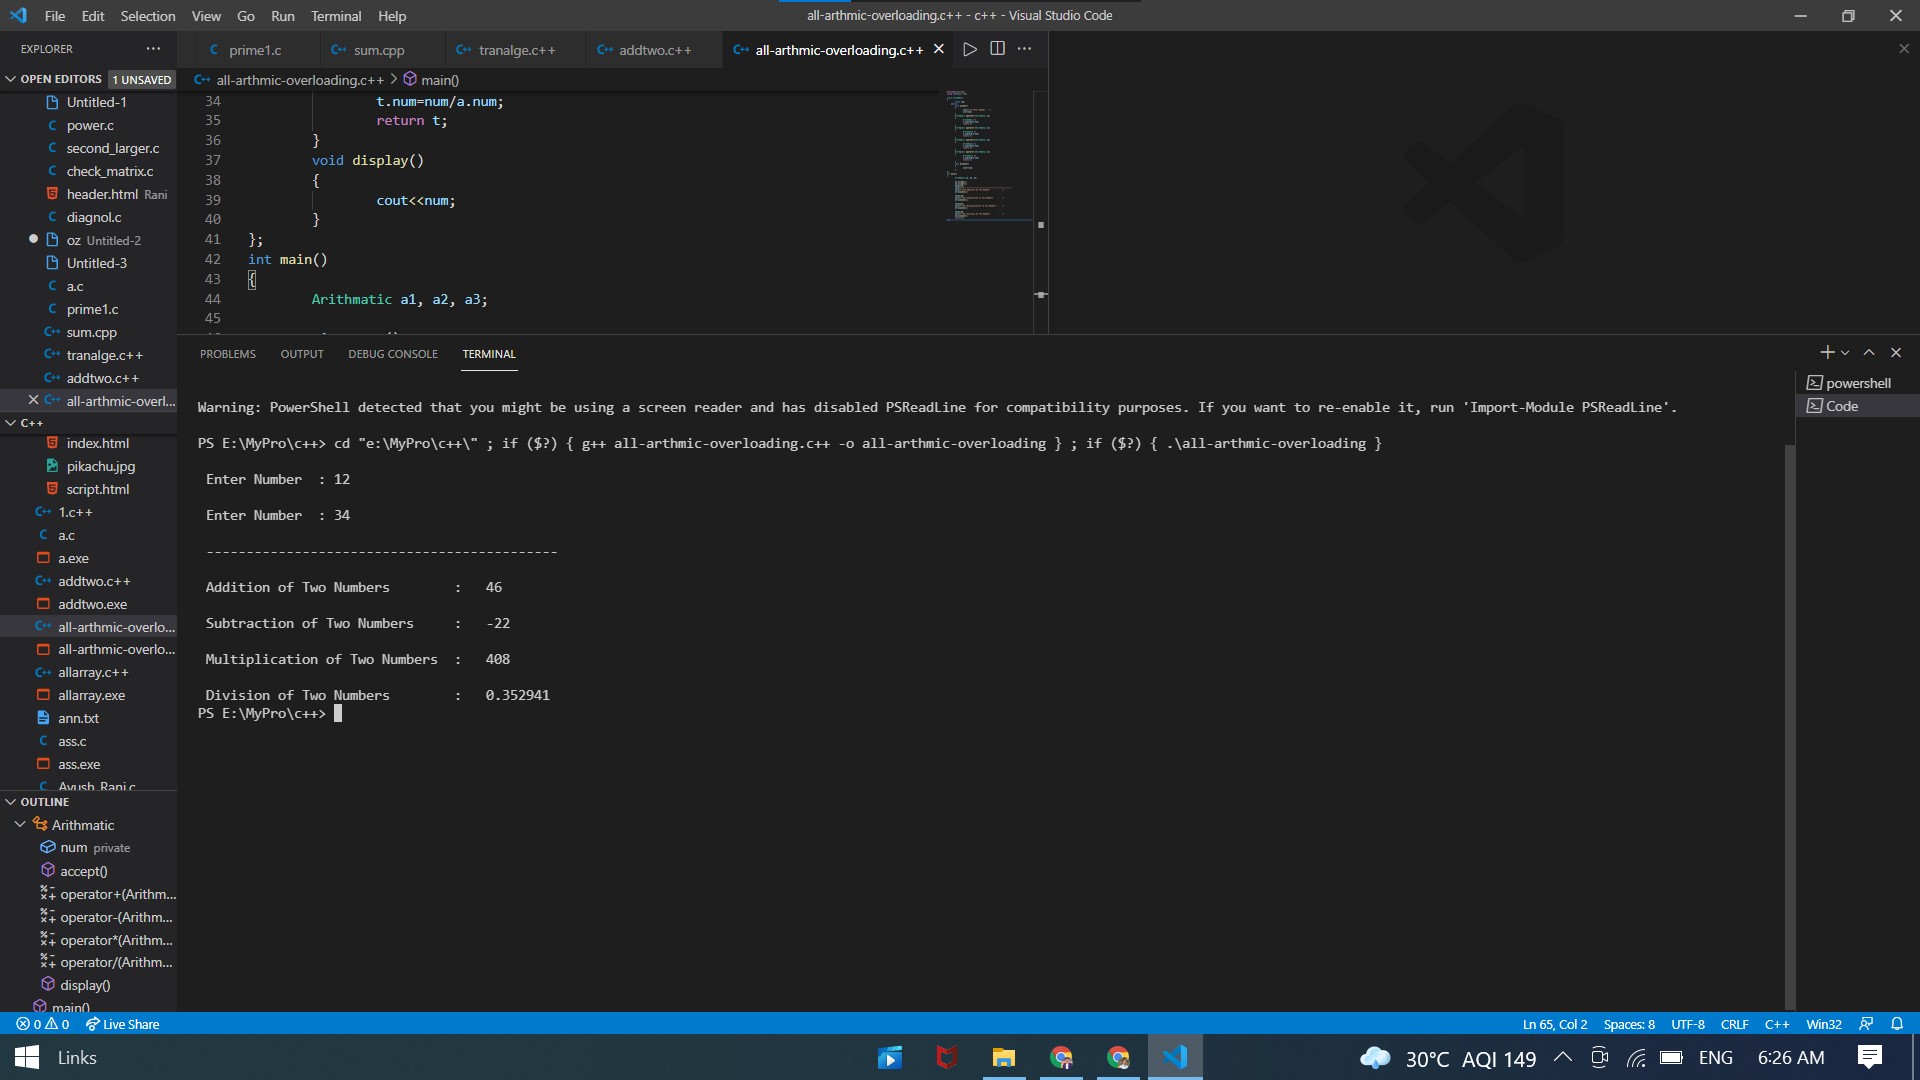 File Edit Selection View Go Run Terminal Help
all-arthmic-overloading.c++ - c++ - Visual Studio Code
EXPLORER
prime1.c
sum.cpp
tranalge.c++
addtwo.c++
all-arthmic-overloading.c++
OPEN EDITORS 1 UNSAVED
all-arthmic-overloading.c++ > main()
Untitled-1
power.c
second_larger.c
check_matrix.c
header.html Rani
diagnol.c
oz Untitled-2
Untitled-3
a.c
prime1.c
sum.cpp
tranalge.c++
addtwo.c++
all-arthmic-overl...
34 t.num=num/a.num;
35 return t;
36 }
37 void display()
38 {
39 cout<<num;
40 }
41 };
42 int main()
43 {
44 Arithmatic a1, a2, a3;
45
C++
index.html
pikachu.jpg
script.html
1.c++
a.c
a.exe
addtwo.c++
addtwo.exe
all-arthmic-overlo...
all-arthmic-overlo...
allarray.c++
allarray.exe
ann.txt
ass.c
ass.exe
Ayush_Rani.c
OUTLINE
Arithmatic
num private
accept()
operator+(Arithm...
operator-(Arithm...
operator*(Arithm...
operator/(Arithm...
display()
main()
PROBLEMS OUTPUT DEBUG CONSOLE TERMINAL
powershell
Code
Warning: PowerShell detected that you might be using a screen reader and has disabled PSReadLine for compatibility purposes. If you want to re-enable it, run 'Import-Module PSReadLine'.
PS E:\MyPro\c++> cd "e:\MyPro\c++\" ; if ($?) { g++ all-arthmic-overloading.c++ -o all-arthmic-overloading } ; if ($?) { .\all-arthmic-overloading }
Enter Number : 12
Enter Number : 34
--------------------------------------------
Addition of Two Numbers : 46
Subtraction of Two Numbers : -22
Multiplication of Two Numbers : 408
Division of Two Numbers : 0.352941
PS E:\MyPro\c++>
0 0 Live Share
Ln 65, Col 2 Spaces: 8 UTF-8 CRLF C++ Win32
Links
30°C AQI 149 ENG 6:26 AM